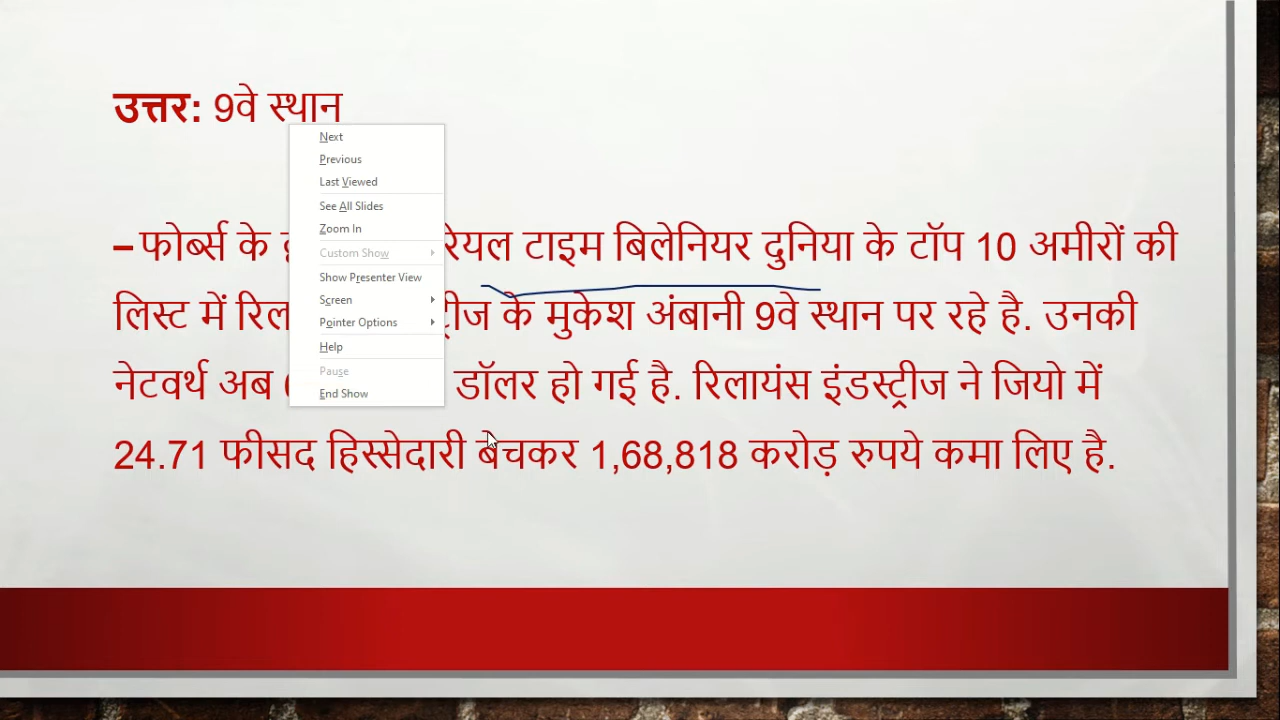 उत्तर: 9वे स्थान
Next
Previous
Last Viewed
See All Slides
Zoom In
Custom Show
Show Presenter View
Screen
Pointer Options
Help
Pause
End Show
– फोर्ब्स के रियल टाइम बिलेनियर दुनिया के टॉप 10 अमीरों की
लिस्ट में के मुकेश अंबानी 9वे स्थान पर रहे है. उनकी
नेटवर्थ अब डॉलर हो गई है. रिलायंस इंडस्ट्रीज ने जियो में
24.71 फीसद हिस्सेदारी बेचकर 1,68,818 करोड़ रुपये कमा लिए है.